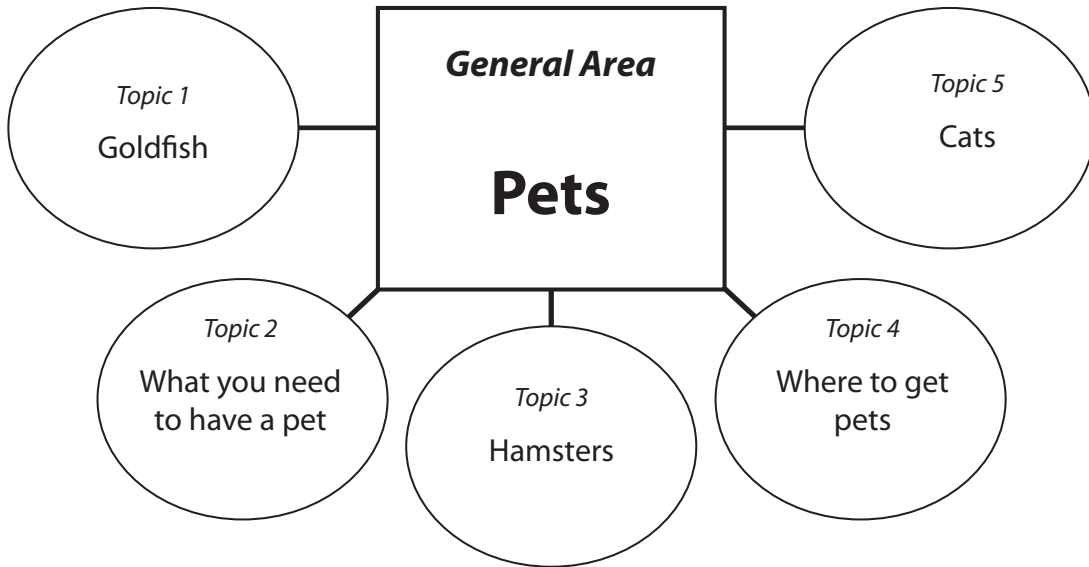 General Area
Pets
Topic 1
Goldfish
Topic 2
What you need
to have a pet
Topic 3
Hamsters
Topic 4
Where to get
pets
Topic 5
Cats